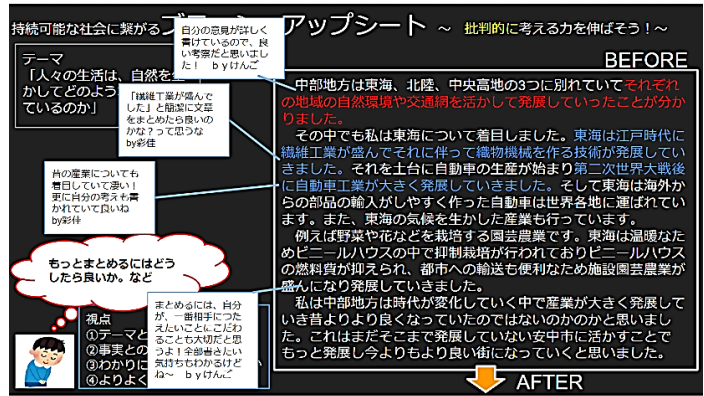 持続可能な社会に繋がるブラ アップシート ～ 批判的に考える力を伸ばそう！～
テーマ
「人々の生活は、自然を生
かしてどのよう
ているのか」
自分の意見が詳しく
書けているので、良
い考察だと思いまし
た！ ｂｙけんご
「繊維工業が盛んで
した」と簡潔に文章
をまとめたら良いの
かな？って思うな
by彩佳
昔の産業についても
着目していて凄い！
更に自分の考えも書
かれていて良いね
by彩佳
もっとまとめるにはどう
したら良いか。など
まとめるには、自分
が、一番相手につた
えたいことにこだわ
ることも大切だと思
うよ！全部書きたい
気持ちもわかるけど
ね～ ｂｙけんご
視点
①テーマと
②事実との
③わかりに い
④よりよく
BEFORE
中部地方は東海、北陸、中央高地の3つに別れていてそれぞれ
の地域の自然環境や交通網を活かして発展していったことが分か
りました。
その中でも私は東海について着目しました。東海は江戸時代に
繊維工業が盛んでそれに伴って織物機械を作る技術が発展してい
きました。それを土台に自動車の生産が始まり第二次世界大戦後
に自動車工業が大きく発展していきました。そして東海は海外か
らの部品の輸入がしやすく作った自動車は世界各地に運ばれてい
ます。また、東海の気候を生かした産業も行っています。
例えば野菜や花などを栽培する園芸農業です。東海は温暖なた
めビニールハウスの中で抑制栽培が行われておりビニールハウス
の燃料費が抑えられ、都市への輸送も便利なため施設園芸農業が
盛んになり発展していきました。
私は中部地方は時代が変化していく中で産業が大きく発展して
いき昔よりより良くなっていたのではないのかのかと思いまし
た。これはまだそこまで発展していない安中市に活かすことで
もっと発展し今よりもより良い街になっていくと思いました。
AFTER